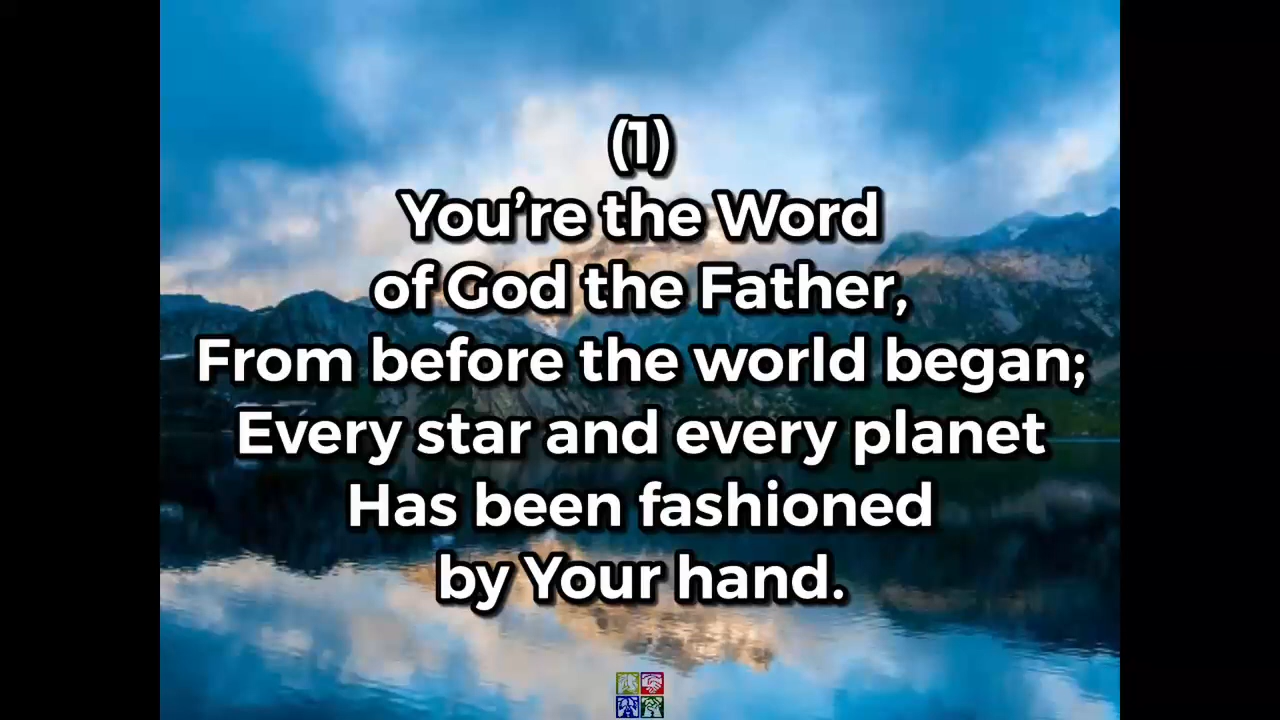 (1)
You’re the Word
of God the Father,
From before the world began;
Every star and every planet
Has been fashioned
by Your hand.